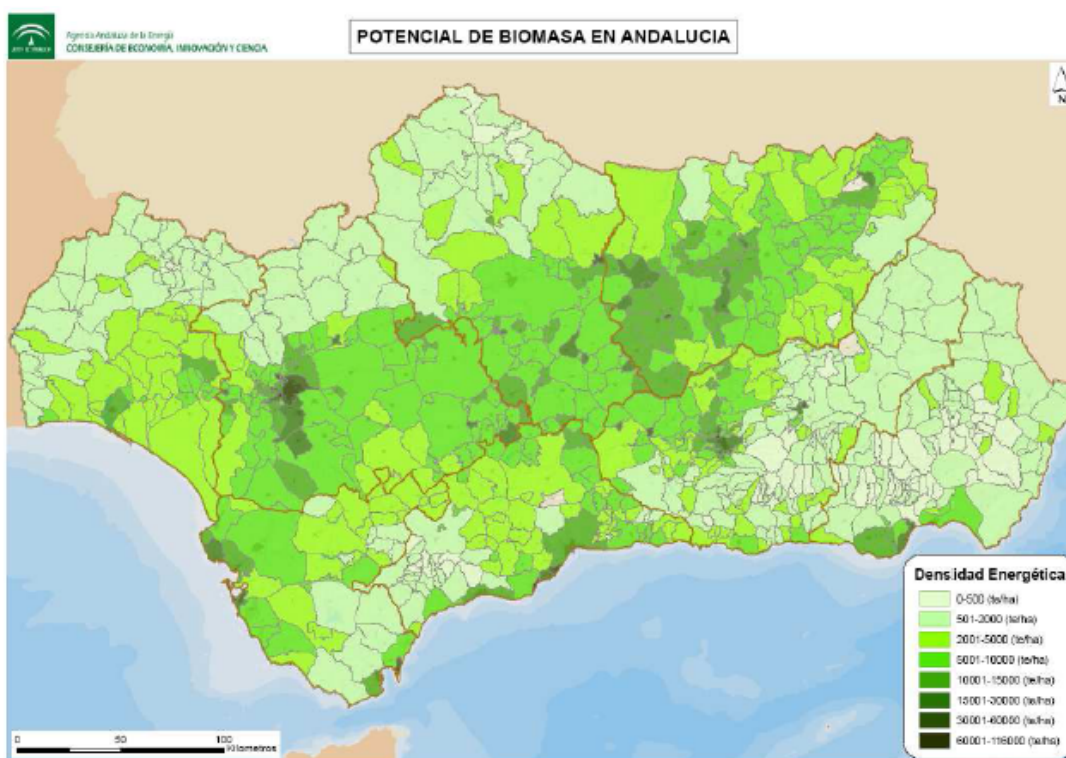 Agencia Andaluza de la Energía
CONSEJERÍA DE ECONOMÍA, INNOVACIÓN Y CIENCIA
POTENCIAL DE BIOMASA EN ANDALUCIA
N
Densidad Energética
0-500 (te/ha)
501-2000 (te/ha)
2001-5000 (te/ha)
5001-10000 (te/ha)
10001-15000 (te/ha)
15001-30000 (te/ha)
30001-60000 (te/ha)
60001-116000 (te/ha)
0 50 100
Kilometros